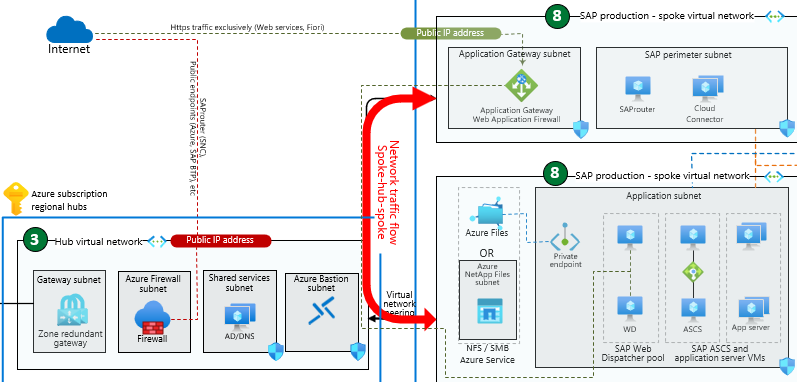 Internet
Https traffic exclusively (Web services, Fiori)
Public IP address
8
SAP production - spoke virtual network
Application Gateway subnet
Application Gateway
Web Application Firewall
SAP perimeter subnet
SAProuter
Cloud
Connector
SAProuter (SNC)
Public endpoints (Azure, SAP BTP), etc
Network traffic flow
Spoke-hub-spoke
Azure subscription
regional hubs
3
Hub virtual network
Public IP address
Gateway subnet
Zone redundant
gateway
Azure Firewall
subnet
Firewall
Shared services
subnet
AD/DNS
Azure Bastion
subnet
Virtual
network
peering
8
SAP production - spoke virtual network
Azure Files
OR
Azure
NetApp Files
subnet
NFS / SMB
Azure Service
Private
endpoint
Application subnet
WD
SAP Web
Dispatcher pool
ASCS
App server
SAP ASCS and
application server VMs